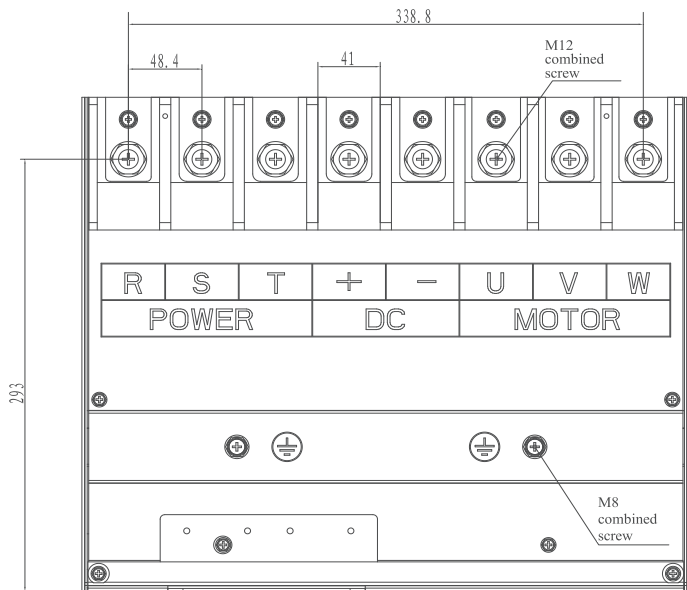 338.8
48.4
41
M12
combined
screw
R S T + - U V W
POWER DC MOTOR
293
M8
combined
screw